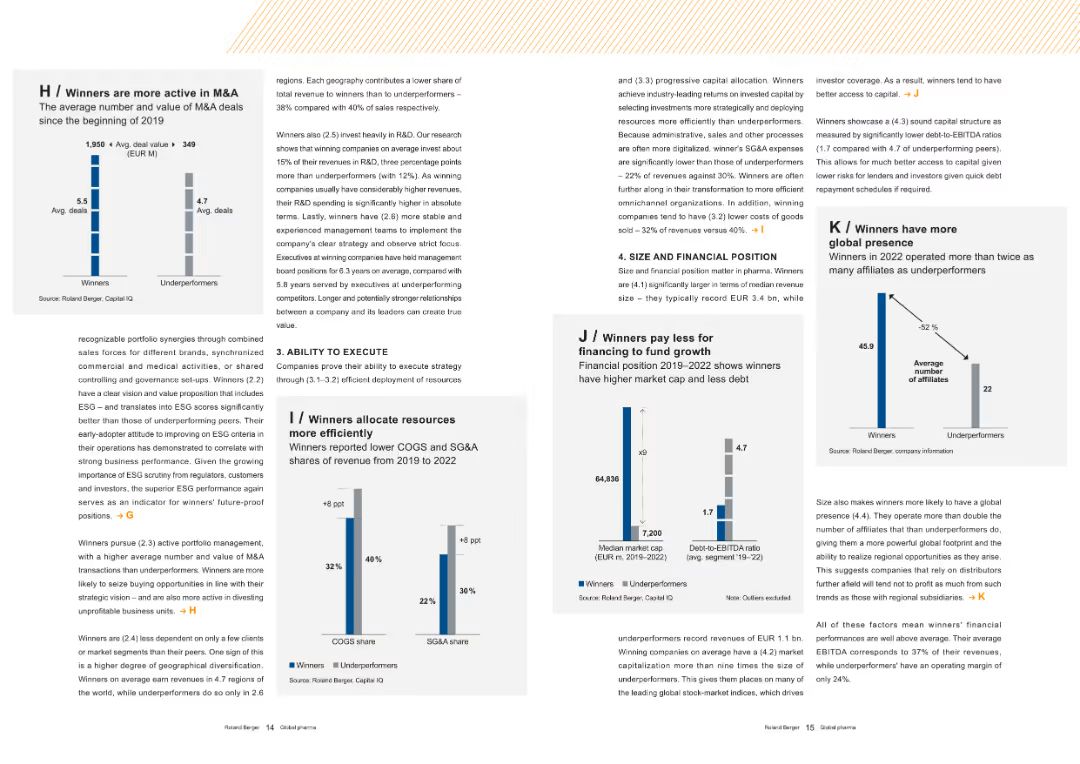 H / Winners are more active in M&A
The average number and value of M&A deals
since the beginning of 2019
1,950 ◂ Avg. deal value ▸ 349
(EUR M)
5.5
Avg. deals
4.7
Avg. deals
Winners
Underperformers
Source: Roland Berger, Capital IQ
recognizable portfolio synergies through combined
sales forces for different brands, synchronized
commercial and medical activities, or shared
controlling and governance set-ups. Winners (2.2)
have a clear vision and value proposition that includes
ESG – and translates into ESG scores significantly
better than those of underperforming peers. Their
early-adopter attitude to improving on ESG criteria in
their operations has demonstrated to correlate with
strong business performance. Given the growing
importance of ESG scrutiny from regulators, customers
and investors, the superior ESG performance again
serves as an indicator for winners' future-proof
positions. → G
Winners pursue (2.3) active portfolio management,
with a higher average number and value of M&A
transactions than underperformers. Winners are more
likely to seize buying opportunities in line with their
strategic vision – and are also more active in divesting
unprofitable business units. → H
Winners are (2.4) less dependent on only a few clients
or market segments than their peers. One sign of this
is a higher degree of geographical diversification.
Winners on average earn revenues in 4.7 regions of
the world, while underperformers do so only in 2.6
regions. Each geography contributes a lower share of
total revenue to winners than to underperformers –
38% compared with 40% of sales respectively.
Winners also (2.5) invest heavily in R&D. Our research
shows that winning companies on average invest about
15% of their revenues in R&D, three percentage points
more than underperformers (with 12%). As winning
companies usually have considerably higher revenues,
their R&D spending is significantly higher in absolute
terms. Lastly, winners have (2.6) more stable and
experienced management teams to implement the
company's clear strategy and observe strict focus.
Executives at winning companies have held management
board positions for 6.3 years on average, compared with
5.8 years served by executives at underperforming
competitors. Longer and potentially stronger relationships
between a company and its leaders can create true
value.
3. ABILITY TO EXECUTE
Companies prove their ability to execute strategy
through (3.1–3.2) efficient deployment of resources
I / Winners allocate resources
more efficiently
Winners reported lower COGS and SG&A
shares of revenue from 2019 to 2022
+8 ppt
32%
40%
+8 ppt
22%
30%
COGS share
SG&A share
Winners
Underperformers
Source: Roland Berger, Capital IQ
Roland Berger 14 Global pharma
and (3.3) progressive capital allocation. Winners
achieve industry-leading returns on invested capital by
selecting investments more strategically and deploying
resources more efficiently than underperformers.
Because administrative, sales and other processes
are often more digitalized, winner's SG&A expenses
are significantly lower than those of underperformers
– 22% of revenues against 30%. Winners are often
further along in their transformation to more efficient
omnichannel organizations. In addition, winning
companies tend to have (3.2) lower costs of goods
sold – 32% of revenues versus 40%. → I
4. SIZE AND FINANCIAL POSITION
Size and financial position matter in pharma. Winners
are (4.1) significantly larger in terms of median revenue
size – they typically record EUR 3.4 bn, while
J / Winners pay less for
financing to fund growth
Financial position 2019–2022 shows winners
have higher market cap and less debt
64,836
x9
7,200
1.7
4.7
Median market cap
(EUR m, 2019–2022)
Debt-to-EBITDA ratio
(avg. segment '19–'22)
Winners
Underperformers
Source: Roland Berger, Capital IQ
Note: Outliers excluded
underperformers record revenues of EUR 1.1 bn.
Winning companies on average have a (4.2) market
capitalization more than nine times the size of
underperformers. This gives them places on many of
the leading global stock-market indices, which drives
investor coverage. As a result, winners tend to have
better access to capital. → J
Winners showcase a (4.3) sound capital structure as
measured by significantly lower debt-to-EBITDA ratios
(1.7 compared with 4.7 of underperforming peers).
This allows for much better access to capital given
lower risks for lenders and investors given quick debt
repayment schedules if required.
K / Winners have more
global presence
Winners in 2022 operated more than twice as
many affiliates as underperformers
-52 %
45.9
Average
number
of affiliates
22
Winners
Underperformers
Source: Roland Berger, company information
Size also makes winners more likely to have a global
presence (4.4). They operate more than double the
number of affiliates that than underperformers do,
giving them a more powerful global footprint and the
ability to realize regional opportunities as they arise.
This suggests companies that rely on distributors
further afield will tend not to profit as much from such
trends as those with regional subsidiaries. → K
All of these factors mean winners' financial
performances are well above average. Their average
EBITDA corresponds to 37% of their revenues,
while underperformers' have an operating margin of
only 24%.
Roland Berger 15 Global pharma